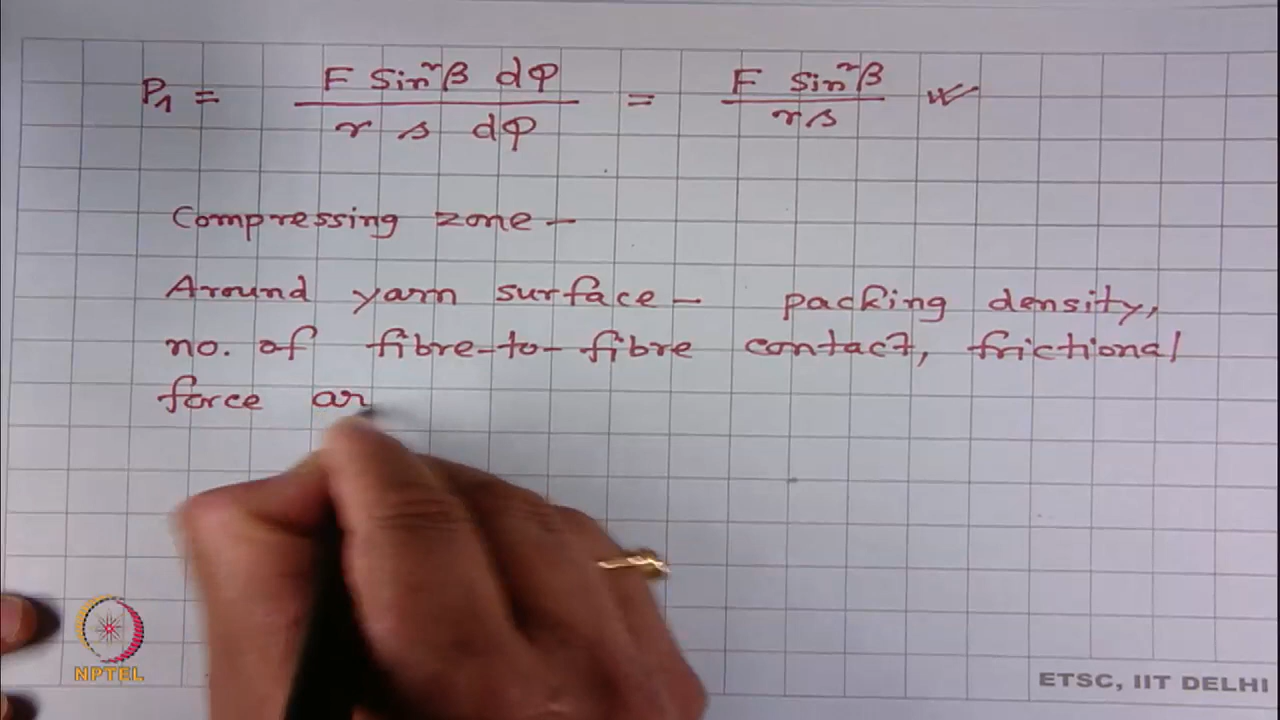 P₁ = F Sin²β dφ / r s dφ = F Sin²β / r s
Compressing zone –
Around yarn surface – packing density,
no. of fibre-to-fibre contact, frictional
force ar
NPTEL
ETSC, IIT DELHI